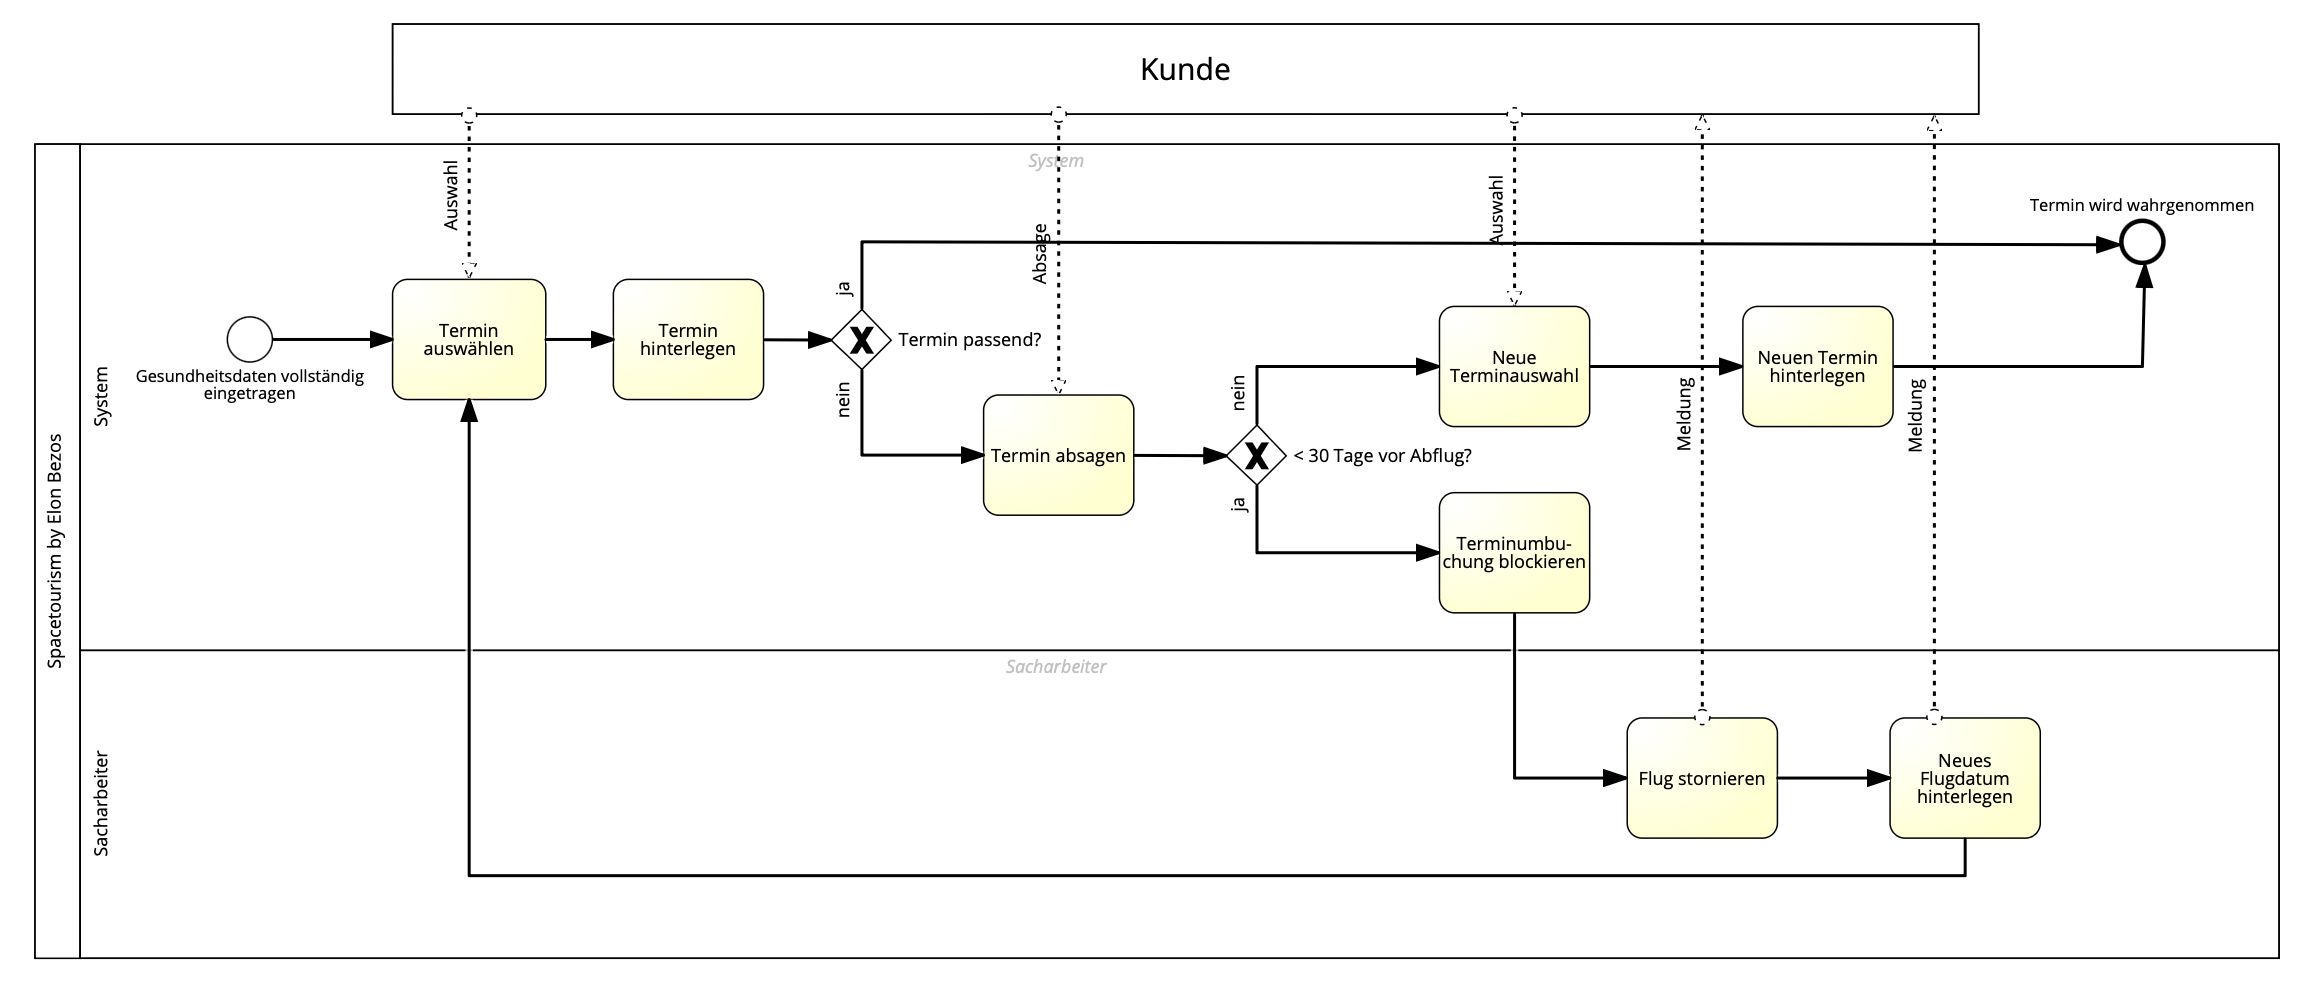 Kunde
Spacetourism by Elon Bezos
System
System
Auswahl
Absage
Auswahl
Termin wird wahrgenommen
Gesundheitsdaten vollständig
eingetragen
Termin
auswählen
Termin
hinterlegen
ja
Termin passend?
nein
Termin absagen
nein
< 30 Tage vor Abflug?
ja
Neue
Terminauswahl
Meldung
Neuen Termin
hinterlegen
Meldung
Terminumbu-
chung blockieren
Sacharbeiter
Sacharbeiter
Flug stornieren
Neues
Flugdatum
hinterlegen